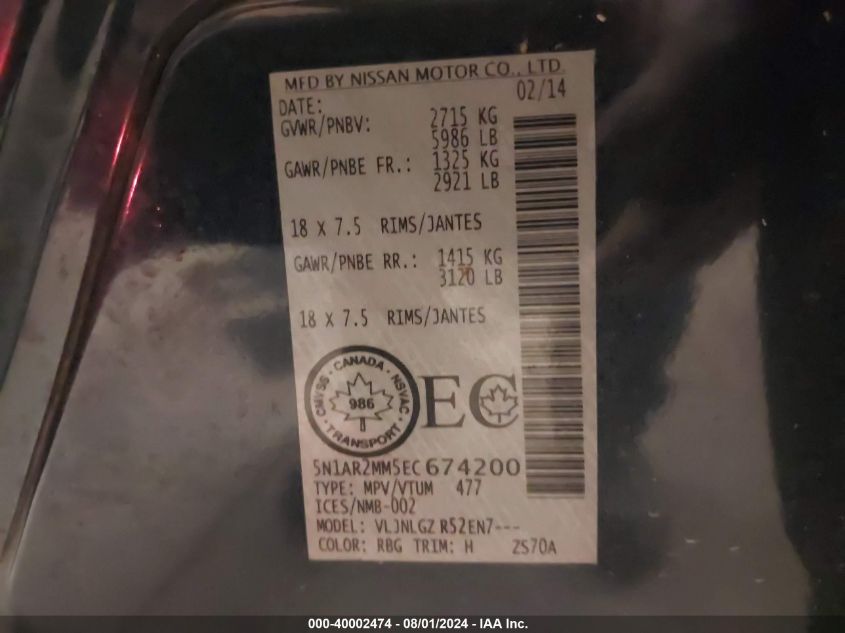 MFD BY NISSAN MOTOR CO., LTD.
DATE: 02/14
GVWR/PNBV: 2715 KG
5986 LB
GAWR/PNBE FR.: 1325 KG
2921 LB
18 X 7.5 RIMS/JANTES
GAWR/PNBE RR.: 1415 KG
3120 LB
18 X 7.5 RIMS/JANTES
CMVSS · CANADA · NSVAC
986
· TRANSPORT ·
EC
5N1AR2MM5EC674200
TYPE: MPV/VTUM 477
ICES/NMB-002
MODEL: VLJNLGZ R52EN7---
COLOR: RBG TRIM: H ZS70A
000-40002474 - 08/01/2024 - IAA Inc.